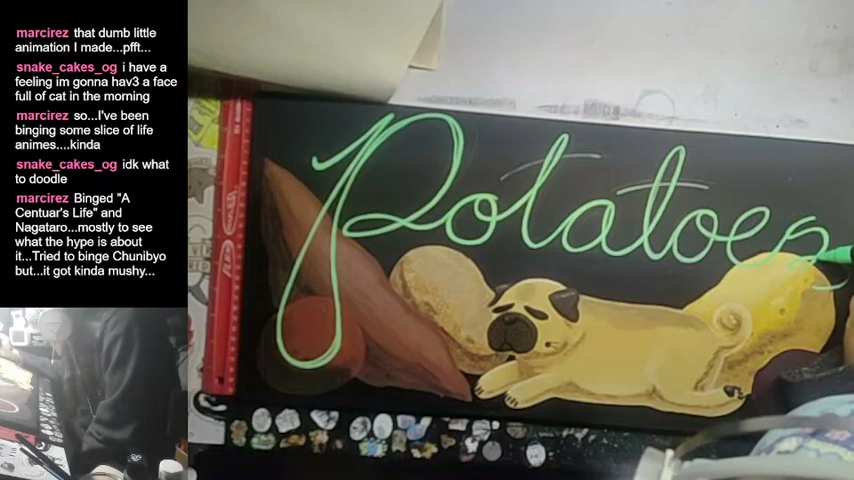 marcirez that dumb little
animation I made...pfft...
snake_cakes_og i have a
feeling im gonna hav3 a face
full of cat in the morning
marcirez so...I've been
binging some slice of life
animes....kinda
snake_cakes_og idk what
to doodle
marcirez Binged "A
Centuar's Life" and
Nagataro...mostly to see
what the hype is about
it...Tried to binge Chunibyo
but...it got kinda mushy...
Potatoes